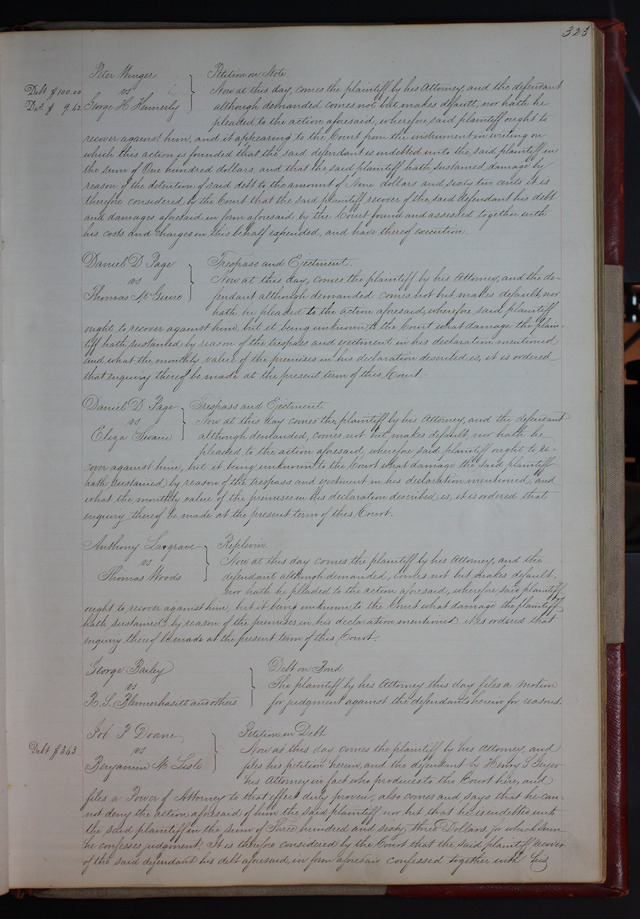 323
Peter Winger } Petition on Note
Debt $100.00 vs Now at this day, comes the plaintiff by his Attorney, and the defendant
Dat. $ 9.62 George H. Kennerly although demanded comes not but makes default, nor hath he
pleaded to the action aforesaid, wherefore said plaintiff ought to
recover against him, and it appearing to the Court from the instrument in writing on
which this action is founded that the said defendant is indebted unto the said plaintiff in
the sum of One hundred dollars and that the said plaintiff hath sustained damage by
reason of the detention of said debt to the amount of Nine dollars and sixty two cents it is
therefore considered by the Court that the said plaintiff recover of the said defendant his debt
and damages aforesaid in form aforesaid by the Court found and assessed together with
his costs and charges in this behalf expended, and have thereof execution.
Daniel D. Page } Trespass and Ejectment.
vs Now at this day, comes the plaintiff by his Attorney, and the de-
Thomas McGuire fendant although demanded comes not but makes default, nor
hath he pleaded to the action aforesaid, wherefore said plaintiff
ought to recover against him, but it being unknown to the Court what damage the plain-
tiff hath sustained by reason of the trespass and ejectment in his declaration mentioned
and what the monthly value of the premises in his declaration described is, it is ordered
that enquiry thereof be made at the present term of this Court.
Daniel D. Page } Trespass and Ejectment
vs Now at this day, comes the plaintiff by his Attorney, and the defendant
Eliza although demanded, comes not but makes default, nor hath he
pleaded to the action aforesaid, wherefore said plaintiff ought to re-
cover against him, but it being unknown to the Court what damage the said plaintiff
hath sustained by reason of the trespass and ejectment in his declaration mentioned, and
what the monthly value of the premises in his declaration described is, it is ordered that
enquiry thereof be made at the present term of this Court.
Anthony Lagrave } Replevin
vs Now at this day comes the plaintiff by his Attorney, and the
Thomas Woods defendant although demanded, comes not but makes default,
nor hath he pleaded to the action aforesaid, wherefore said plaintiff
ought to recover against him, but it being unknown to the Court what damage the plaintiff
hath sustained by reason of the premises in his declaration mentioned. It is ordered that
enquiry thereof be made at the present term of this Court.
George Bailey } Debt on
vs The plaintiff by his Attorney this day files a motion
R. S. Blennerhasitt and others for judgment against the defendants herein for reasons.
Job P. Doane } Petition in Debt
Debt $363 vs Now at this day comes the plaintiff by his Attorney, and
Benjamin M. Lisle files his petition herein, and the defendant by Henry S. Geyer
his Attorney in fact who produces to the Court here, and
files a Power of Attorney to that effect duly proven, also comes and says that he can-
not deny the action aforesaid of him the said plaintiff nor but that he is indebted unto
the said plaintiff in the sum of Three hundred and sixty three Dollars, for which sum
he confesses judgment. It is therefore considered by the Court that the said plaintiff recover
of the said defendant his debt aforesaid in form aforesaid confessed together with his